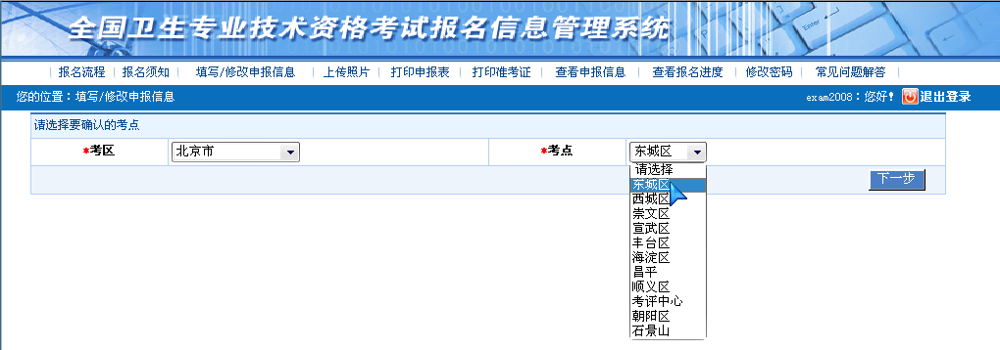 全国卫生专业技术资格考试报名信息管理系统
报名流程 报名须知 填写/修改申报信息 上传照片 打印申报表 打印准考证 查看申报信息 查看报名进度 修改密码 常见问题解答
您的位置：填写/修改申报信息 exam2008：您好！ 退出登录
请选择要确认的考点
*考区 北京市 *考点 东城区
请选择
东城区
西城区
崇文区
宣武区
丰台区
海淀区
昌平
顺义区
考评中心
朝阳区
石景山
下一步